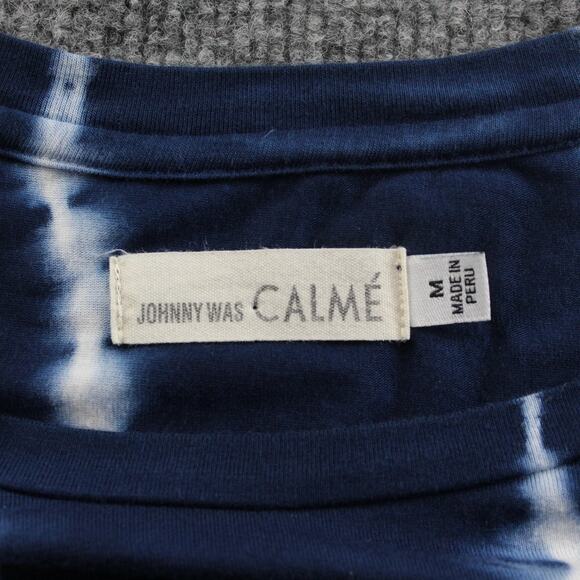 JOHNNY WAS CALMÉ
M
MADE IN
PERU